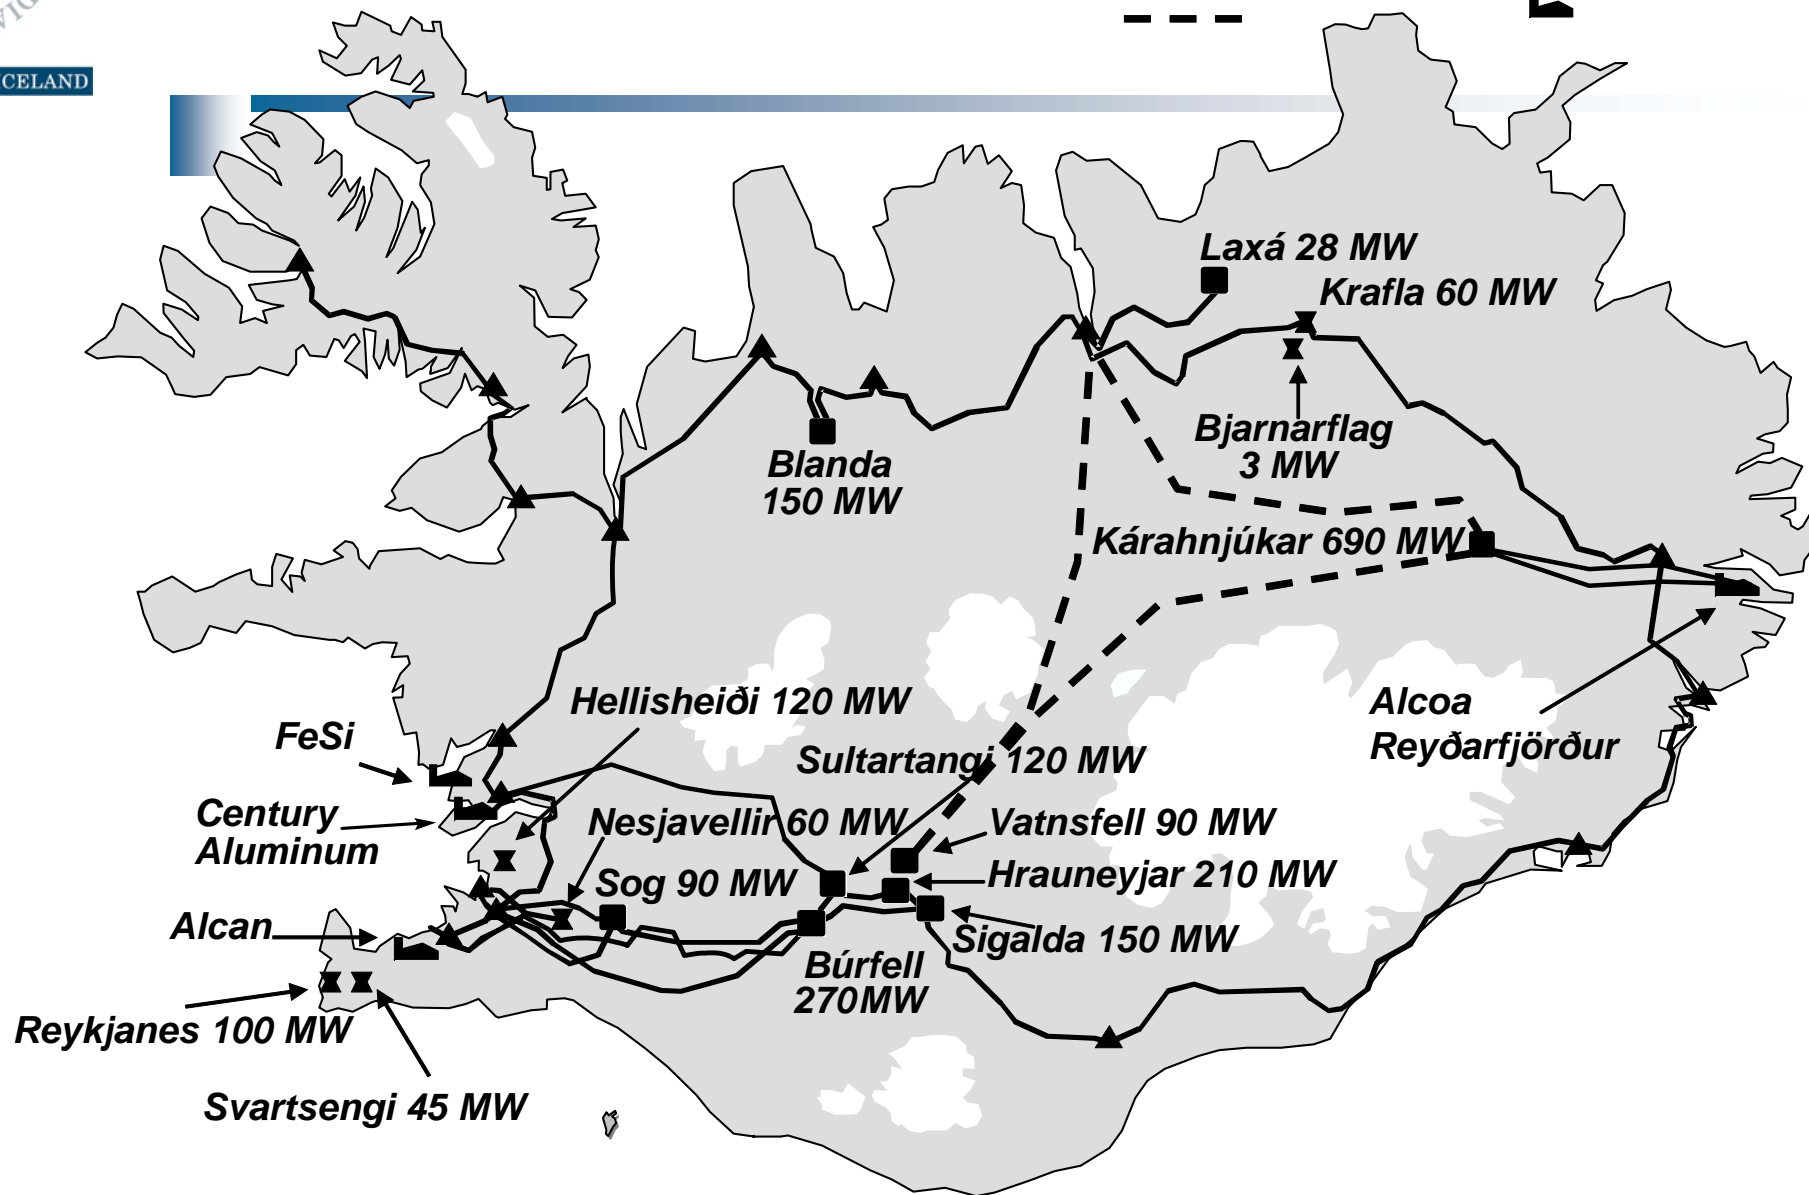 ICELAND
Laxá 28 MW
Krafla 60 MW
Bjarnarflag
3 MW
Blanda
150 MW
Kárahnjúkar 690 MW
Hellisheiði 120 MW
Alcoa
Reyðarfjörður
FeSi
Sultartangi 120 MW
Century
Aluminum
Nesjavellir 60 MW
Vatnsfell 90 MW
Sog 90 MW
Hrauneyjar 210 MW
Alcan
Sigalda 150 MW
Búrfell
270MW
Reykjanes 100 MW
Svartsengi 45 MW